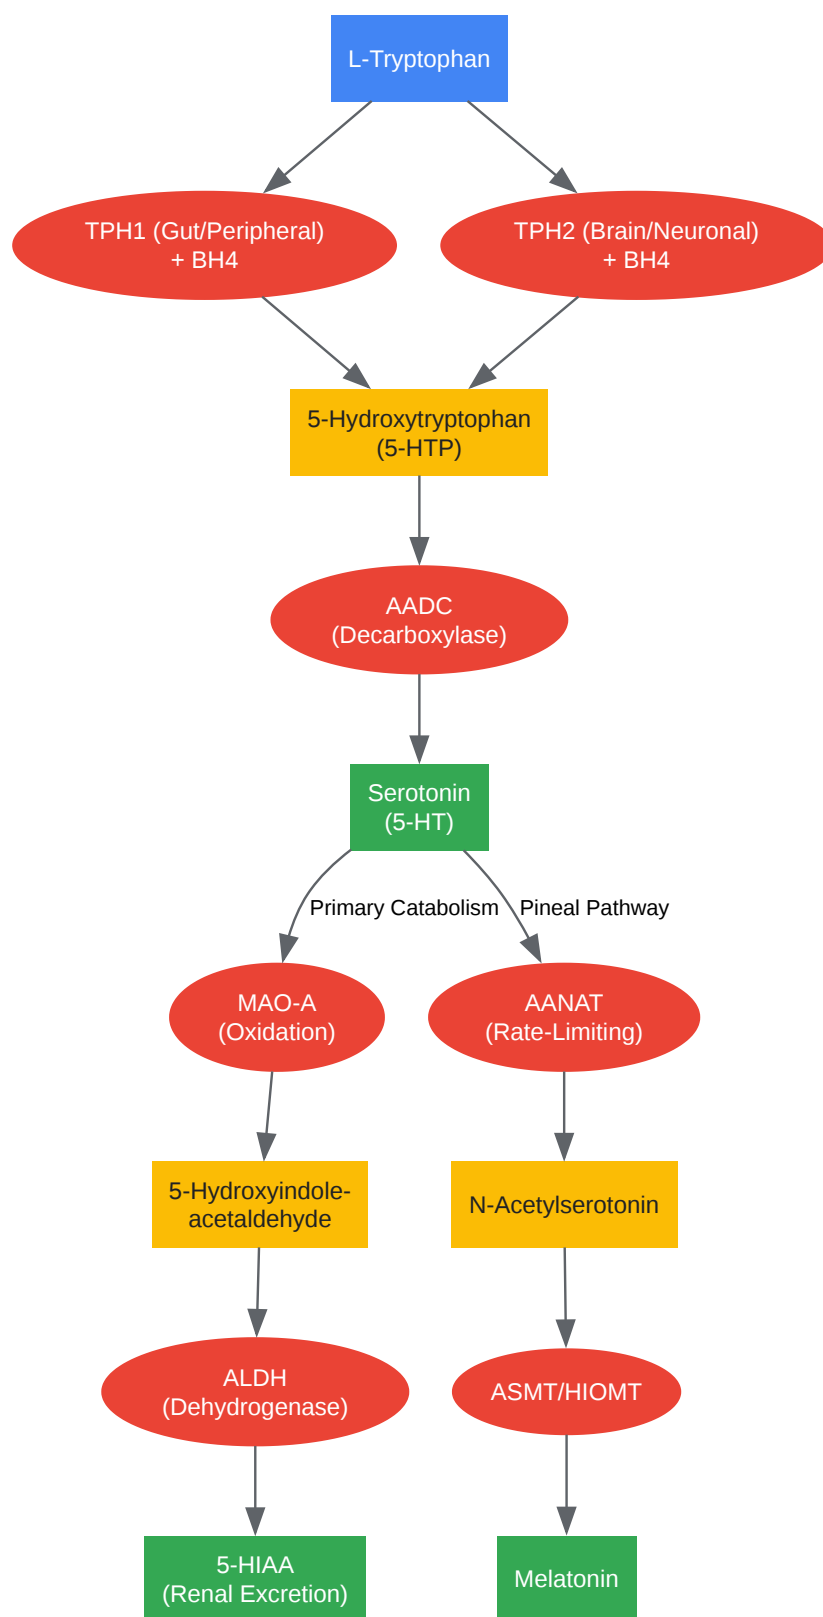 L-Tryptophan
TPH1 (Gut/Peripheral)
+ BH4
TPH2 (Brain/Neuronal)
+ BH4
5-Hydroxytryptophan
(5-HTP)
AADC
(Decarboxylase)
Serotonin
(5-HT)
Primary Catabolism
Pineal Pathway
MAO-A
(Oxidation)
AANAT
(Rate-Limiting)
5-Hydroxyindole-
acetaldehyde
N-Acetylserotonin
ALDH
(Dehydrogenase)
ASMT/HIOMT
5-HIAA
(Renal Excretion)
Melatonin